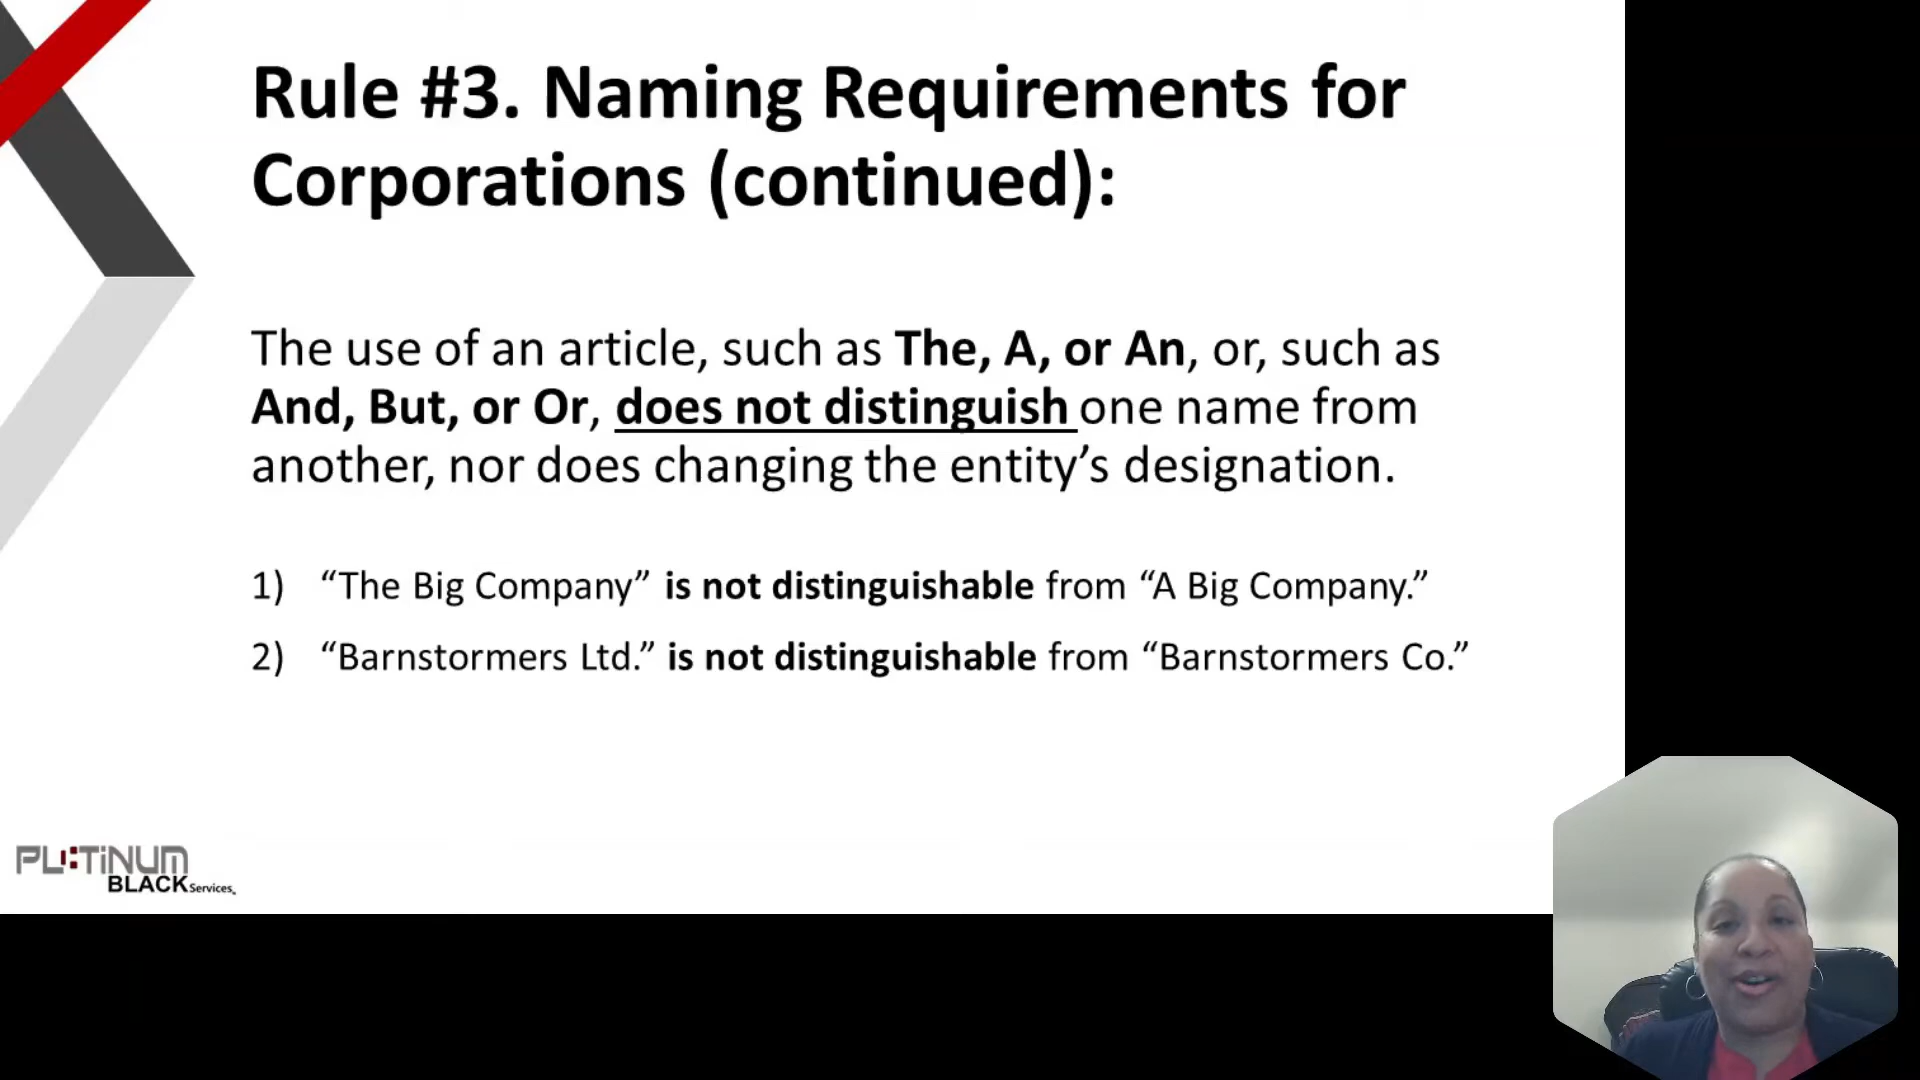 Rule #3. Naming Requirements for
Corporations (continued):
The use of an article, such as The, A, or An, or, such as
And, But, or Or, does not distinguish one name from
another, nor does changing the entity’s designation.
1) “The Big Company” is not distinguishable from “A Big Company.”
2) “Barnstormers Ltd.” is not distinguishable from “Barnstormers Co.”
PLATINUM
BLACK Services